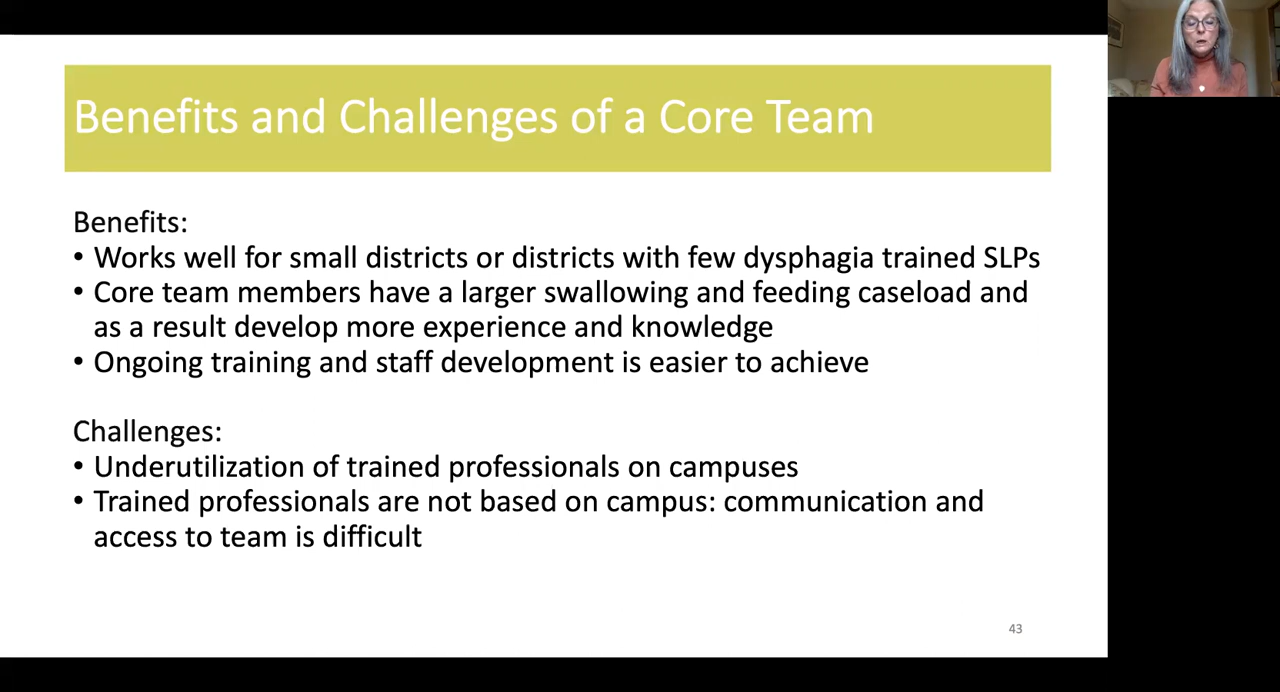 Benefits and Challenges of a Core Team
Benefits:
• Works well for small districts or districts with few dysphagia trained SLPs
• Core team members have a larger swallowing and feeding caseload and
as a result develop more experience and knowledge
• Ongoing training and staff development is easier to achieve
Challenges:
• Underutilization of trained professionals on campuses
• Trained professionals are not based on campus: communication and
access to team is difficult
43